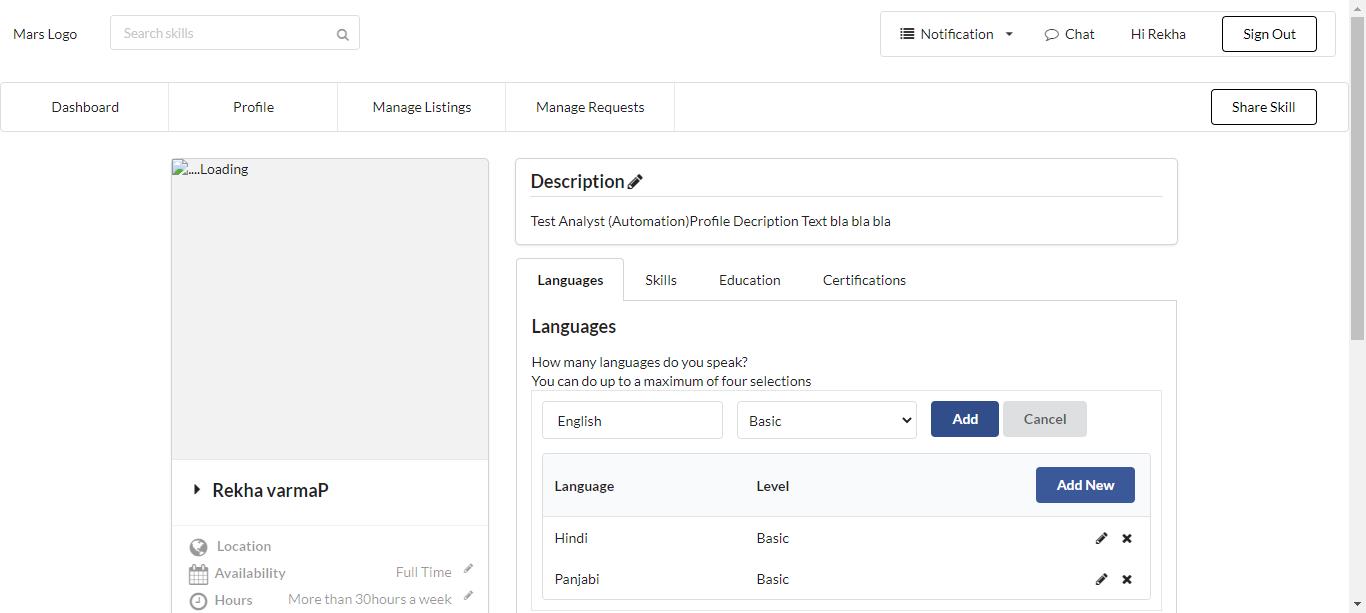 Mars Logo
Search skills
Notification
Chat
Hi Rekha
Sign Out
Dashboard
Profile
Manage Listings
Manage Requests
Share Skill
....Loading
Description
Test Analyst (Automation)Profile Decription Text bla bla bla
Languages
Skills
Education
Certifications
Languages
How many languages do you speak?
You can do up to a maximum of four selections
English
Basic
Add
Cancel
Language
Level
Add New
Hindi
Basic
Panjabi
Basic
Rekha varmaP
Location
Availability
Full Time
Hours
More than 30hours a week